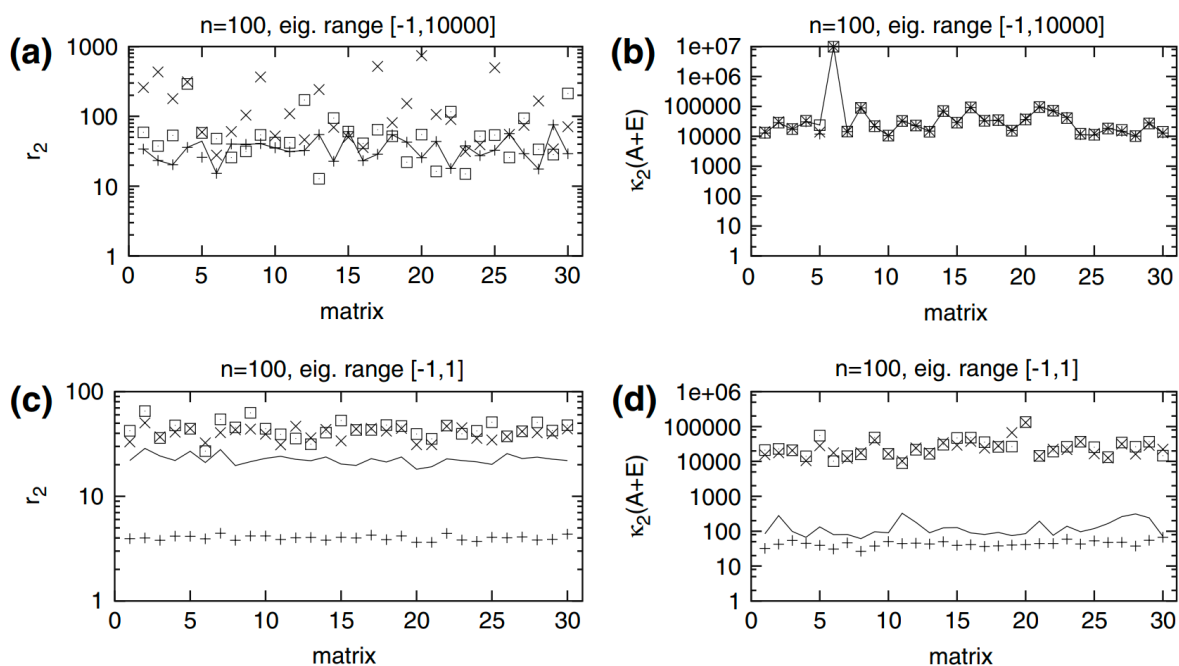 (a)
n=100, eig. range [-1,10000]
1000
100
10
1
r2
0 5 10 15 20 25 30
matrix
(b)
n=100, eig. range [-1,10000]
1e+07
1e+06
100000
10000
1000
100
10
1
κ2(A+E)
0 5 10 15 20 25 30
matrix
(c)
n=100, eig. range [-1,1]
100
10
1
r2
0 5 10 15 20 25 30
matrix
(d)
n=100, eig. range [-1,1]
1e+06
100000
10000
1000
100
10
1
κ2(A+E)
0 5 10 15 20 25 30
matrix